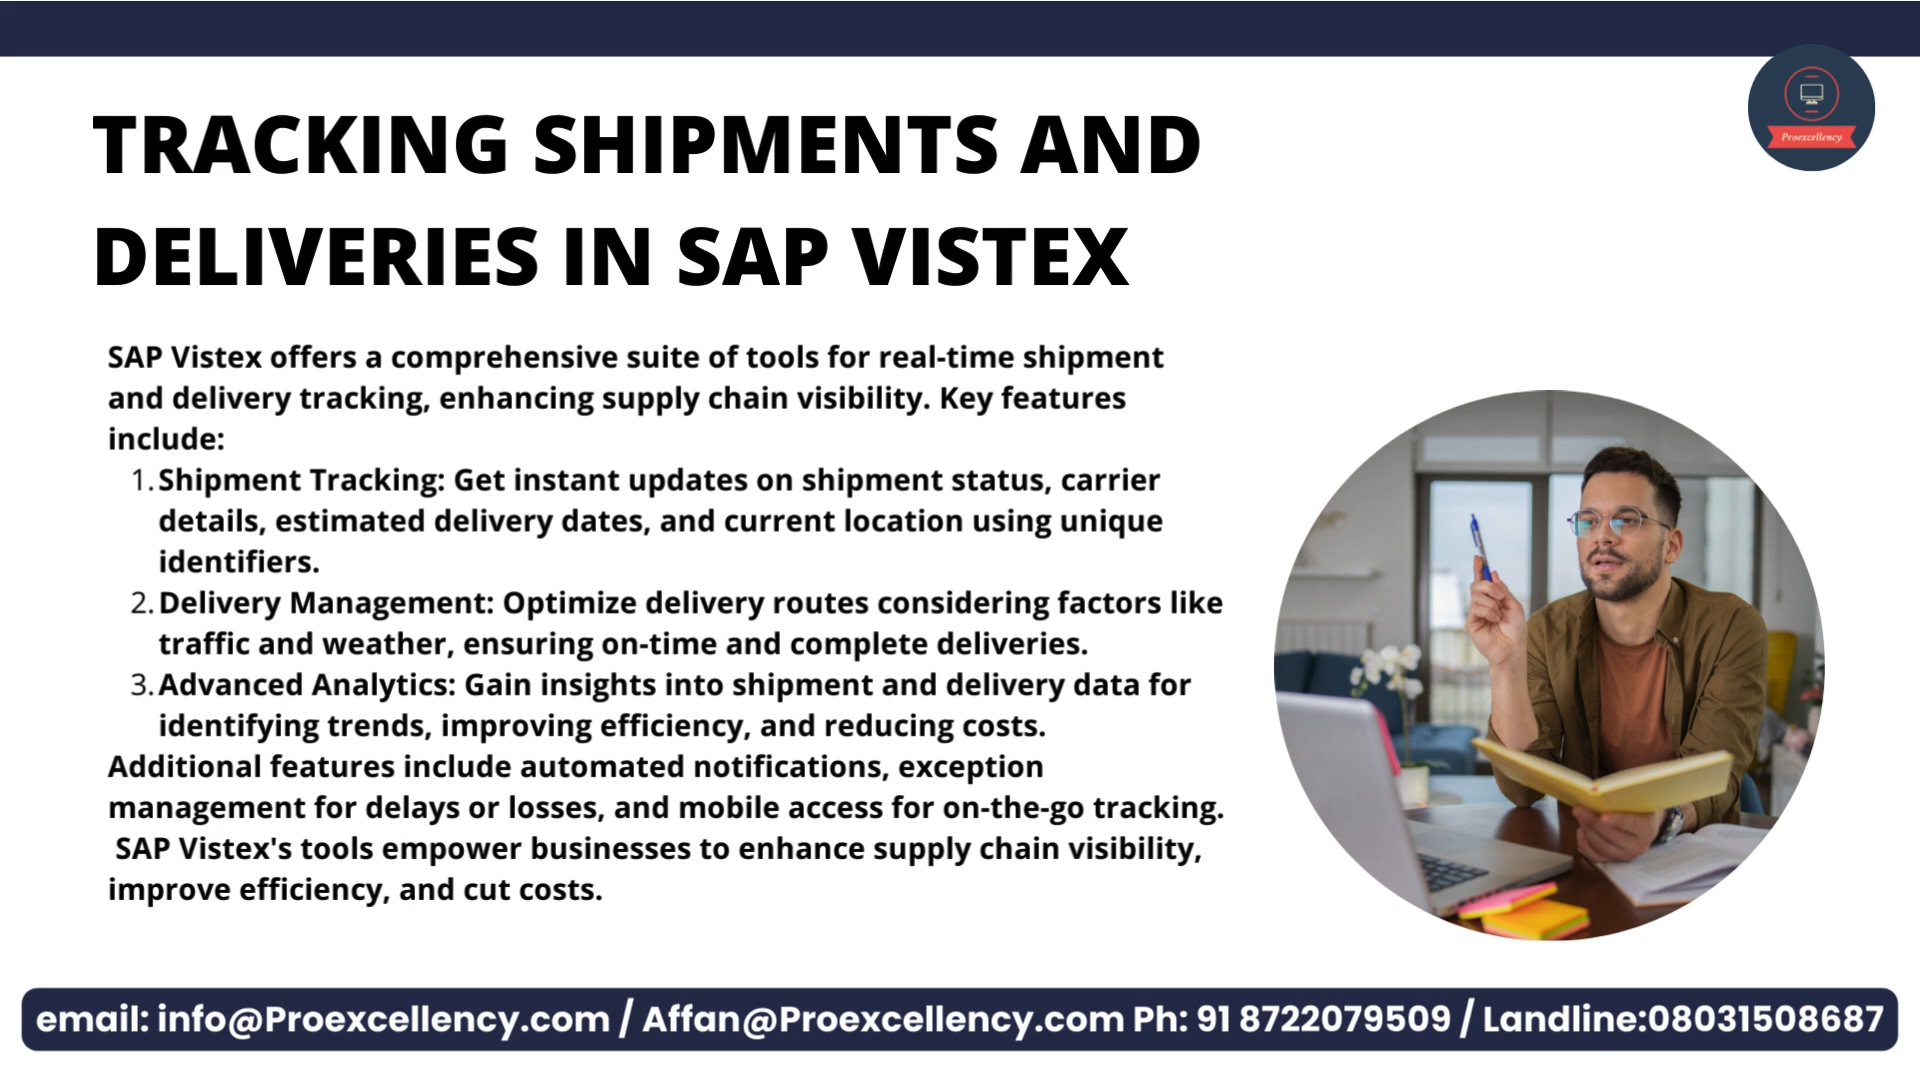 Proexcellency
TRACKING SHIPMENTS AND
DELIVERIES IN SAP VISTEX
SAP Vistex offers a comprehensive suite of tools for real-time shipment
and delivery tracking, enhancing supply chain visibility. Key features
include:
1. Shipment Tracking: Get instant updates on shipment status, carrier
details, estimated delivery dates, and current location using unique
identifiers.
2. Delivery Management: Optimize delivery routes considering factors like
traffic and weather, ensuring on-time and complete deliveries.
3. Advanced Analytics: Gain insights into shipment and delivery data for
identifying trends, improving efficiency, and reducing costs.
Additional features include automated notifications, exception
management for delays or losses, and mobile access for on-the-go tracking.
SAP Vistex's tools empower businesses to enhance supply chain visibility,
improve efficiency, and cut costs.
email: info@Proexcellency.com / Affan@Proexcellency.com Ph: 91 8722079509 / Landline:08031508687